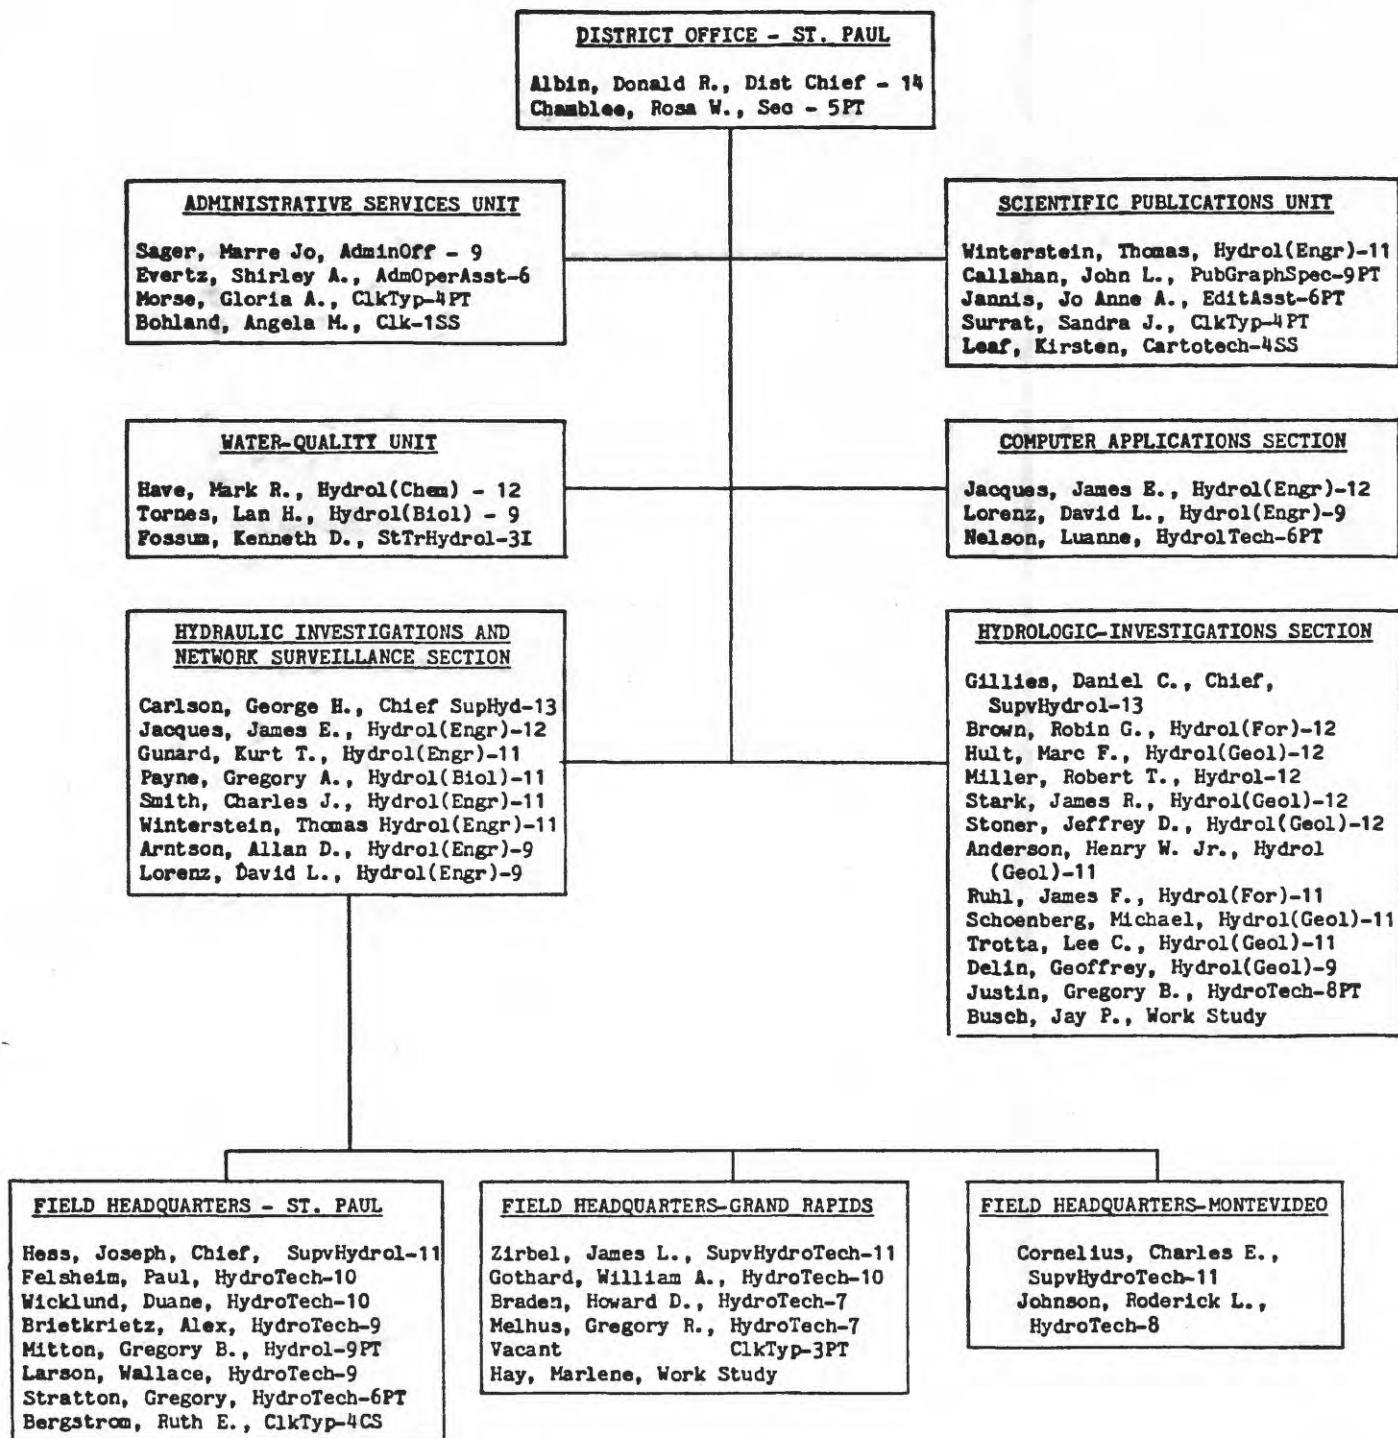 DISTRICT OFFICE - ST. PAUL
Albin, Donald R., Dist Chief - 14
Chamblee, Rosa W., Sec - 5PT
ADMINISTRATIVE SERVICES UNIT
Sager, Marre Jo, AdminOff - 9
Evertz, Shirley A., AdmOperAsst-6
Morse, Gloria A., ClkTyp-4PT
Bohland, Angela M., Clk-1SS
SCIENTIFIC PUBLICATIONS UNIT
Winterstein, Thomas, Hydrol(Engr)-11
Callahan, John L., PubGraphSpec-9PT
Jannis, Jo Anne A., EditAsst-6PT
Surrat, Sandra J., ClkTyp-4PT
Leaf, Kirsten, Cartotech-4SS
WATER-QUALITY UNIT
Have, Mark R., Hydrol(Chem) - 12
Tornes, Lan H., Hydrol(Biol) - 9
Fossum, Kenneth D., StTrHydrol-3I
COMPUTER APPLICATIONS SECTION
Jacques, James E., Hydrol(Engr)-12
Lorenz, David L., Hydrol(Engr)-9
Nelson, Luanne, HydrolTech-6PT
HYDRAULIC INVESTIGATIONS AND
NETWORK SURVEILLANCE SECTION
Carlson, George H., Chief SupHyd-13
Jacques, James E., Hydrol(Engr)-12
Gunard, Kurt T., Hydrol(Engr)-11
Payne, Gregory A., Hydrol(Biol)-11
Smith, Charles J., Hydrol(Engr)-11
Winterstein, Thomas Hydrol(Engr)-11
Arntson, Allan D., Hydrol(Engr)-9
Lorenz, David L., Hydrol(Engr)-9
HYDROLOGIC-INVESTIGATIONS SECTION
Gillies, Daniel C., Chief,
SupvHydrol-13
Brown, Robin G., Hydrol(For)-12
Hult, Marc F., Hydrol(Geol)-12
Miller, Robert T., Hydrol-12
Stark, James R., Hydrol(Geol)-12
Stoner, Jeffrey D., Hydrol(Geol)-12
Anderson, Henry W. Jr., Hydrol
(Geol)-11
Ruhl, James F., Hydrol(For)-11
Schoenberg, Michael, Hydrol(Geol)-11
Trotta, Lee C., Hydrol(Geol)-11
Delin, Geoffrey, Hydrol(Geol)-9
Justin, Gregory B., HydroTech-8PT
Busch, Jay P., Work Study
FIELD HEADQUARTERS - ST. PAUL
Hess, Joseph, Chief, SupvHydrol-11
Felsheim, Paul, HydroTech-10
Wicklund, Duane, HydroTech-10
Brietkrietz, Alex, HydroTech-9
Mitton, Gregory B., Hydrol-9PT
Larson, Wallace, HydroTech-9
Stratton, Gregory, HydroTech-6PT
Bergstrom, Ruth E., ClkTyp-4CS
FIELD HEADQUARTERS-GRAND RAPIDS
Zirbel, James L., SupvHydroTech-11
Gothard, William A., HydroTech-10
Braden, Howard D., HydroTech-7
Melhus, Gregory R., HydroTech-7
Vacant ClkTyp-3PT
Hay, Marlene, Work Study
FIELD HEADQUARTERS-MONTEVIDEO
Cornelius, Charles E.,
SupvHydroTech-11
Johnson, Roderick L.,
HydroTech-8